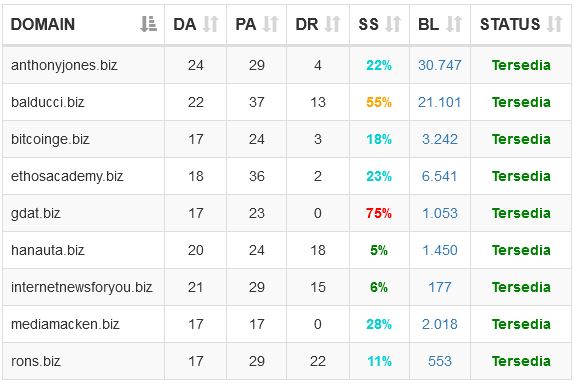 DOMAIN DA PA DR SS BL STATUS
anthonyjones.biz 24 29 4 22% 30.747 Tersedia
balducci.biz 22 37 13 55% 21.101 Tersedia
bitcoinge.biz 17 24 3 18% 3.242 Tersedia
ethosacademy.biz 18 36 2 23% 6.541 Tersedia
gdat.biz 17 23 0 75% 1.053 Tersedia
hanauta.biz 20 24 18 5% 1.450 Tersedia
internetnewsforyou.biz 21 29 15 6% 177 Tersedia
mediamacken.biz 17 17 0 28% 2.018 Tersedia
rons.biz 17 29 22 11% 553 Tersedia